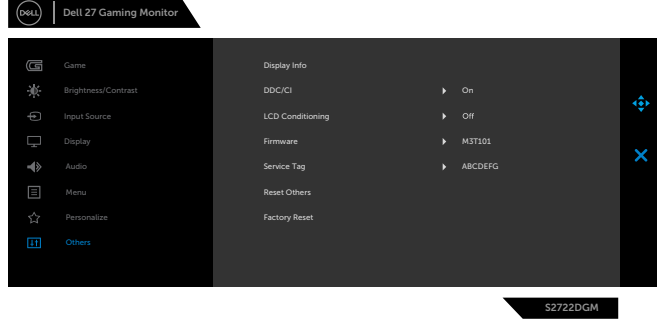 DELL
Dell 27 Gaming Monitor
Game
Display Info
Brightness/Contrast
DDC/CI
On
Input Source
LCD Conditioning
Off
Display
Firmware
M3T101
Audio
Service Tag
ABCDEFG
Menu
Reset Others
Personalize
Factory Reset
Others
S2722DGM